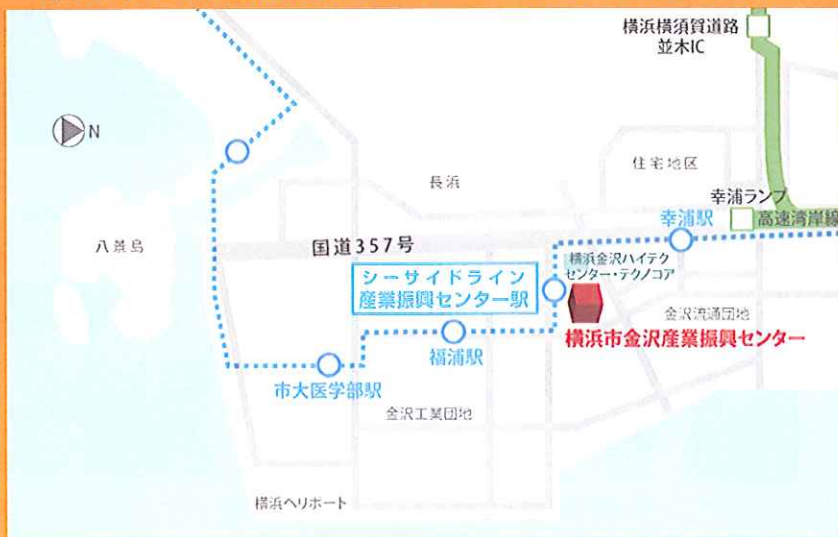 横浜横須賀道路
並木IC
N
住宅地区
長浜
幸浦ランプ
高速湾岸線
幸浦駅
八景島
国道357号
横浜金沢ハイテク
センター・テクノコア
シーサイドライン
産業振興センター駅
金沢流通団地
横浜市金沢産業振興センター
福浦駅
市大医学部駅
金沢工業団地
横浜ヘリポート